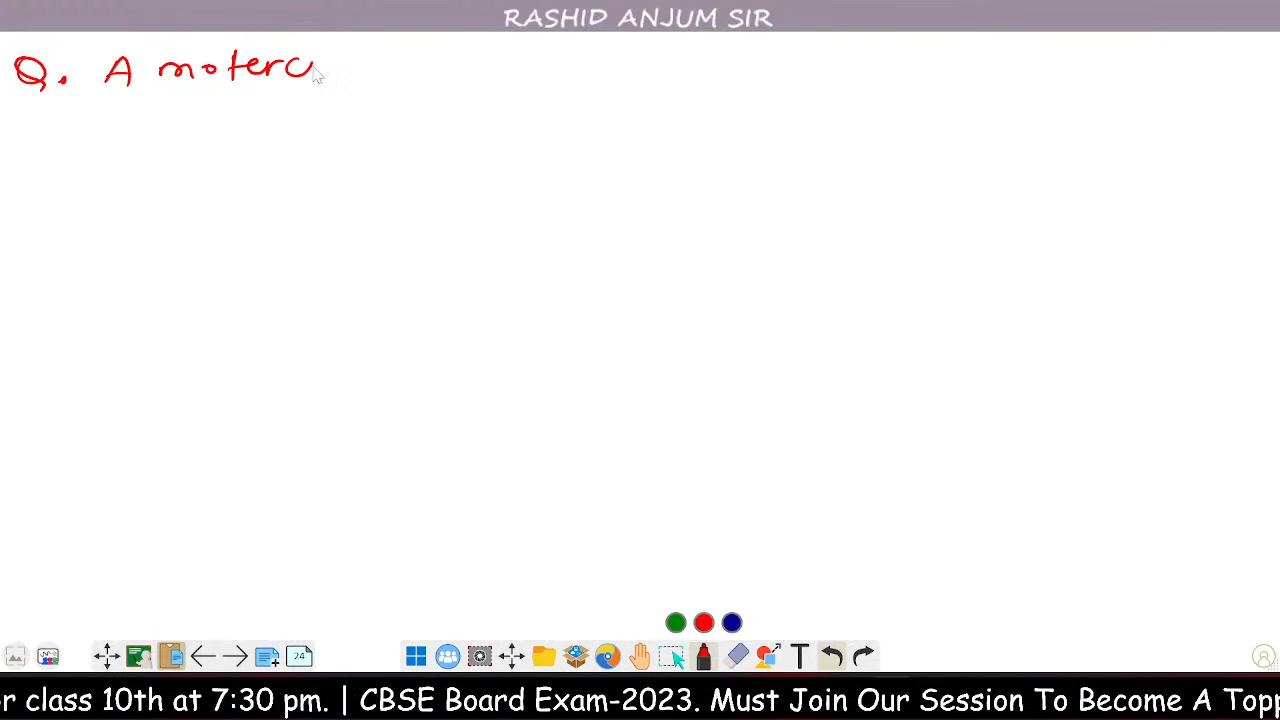 RASHID ANJUM SIR
Q. A moterc
24
T
r class 10th at 7:30 pm. | CBSE Board Exam-2023. Must Join Our Session To Become A Topp